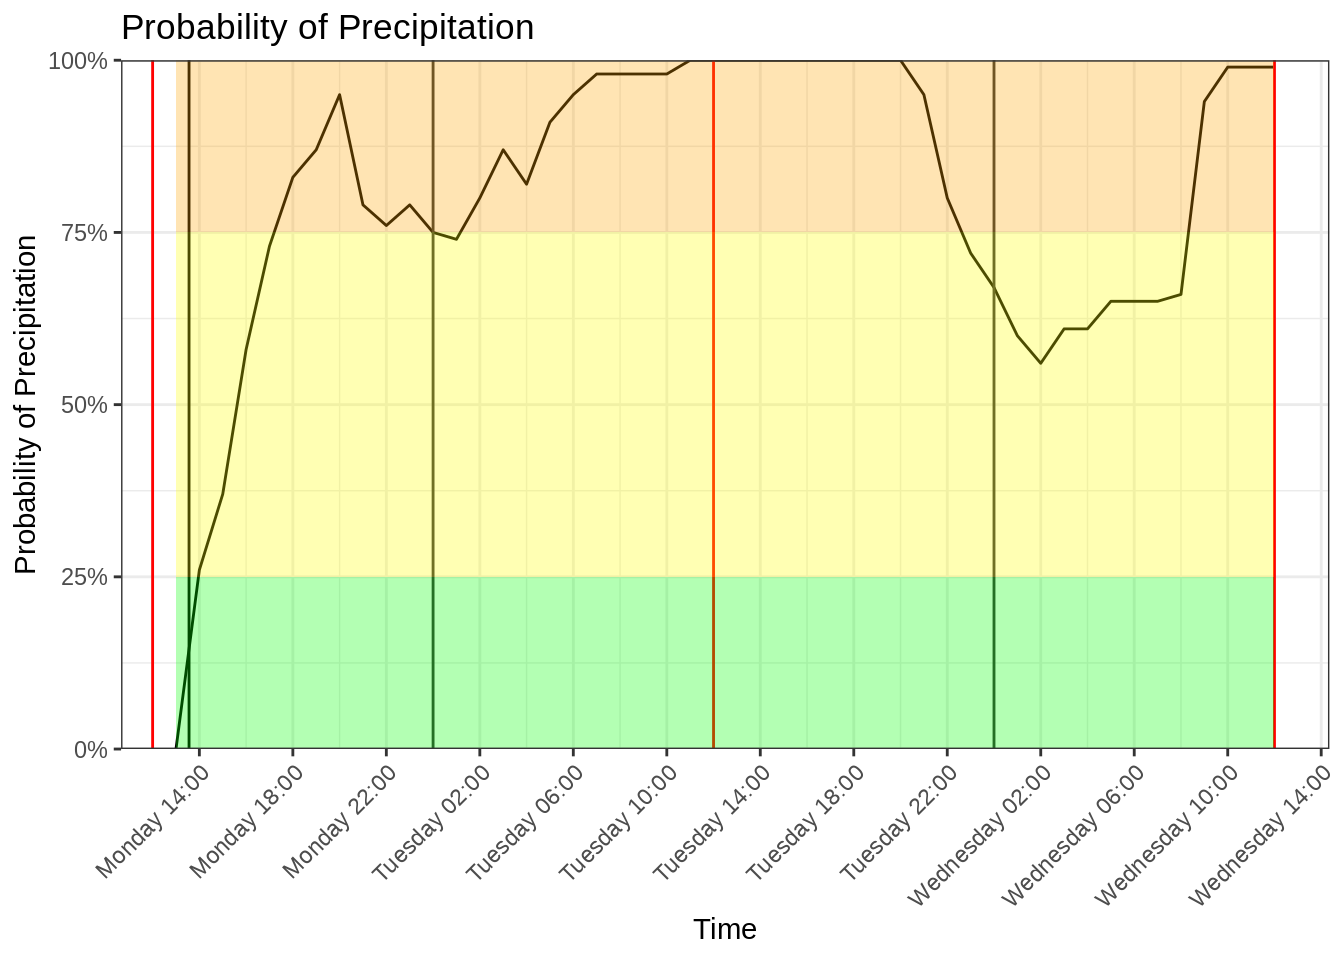 Probability of Precipitation
Probability of Precipitation
100%
75%
50%
25%
0%
Monday 14:00
Monday 18:00
Monday 22:00
Tuesday 02:00
Tuesday 06:00
Tuesday 10:00
Tuesday 14:00
Tuesday 18:00
Tuesday 22:00
Wednesday 02:00
Wednesday 06:00
Wednesday 10:00
Wednesday 14:00
Time